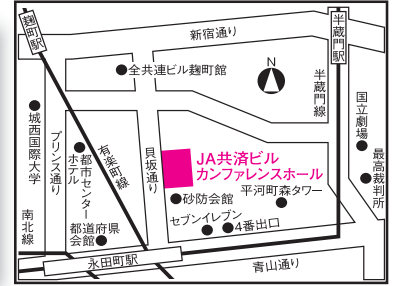 麹町駅
新宿通り
半蔵門駅
全共連ビル麹町館
N
半蔵門線
国立劇場
最高裁判所
城西国際大学
プリンス通り
都市センター
ホテル
有楽町線
貝坂通り
JA共済ビル
カンファレンスホール
砂防会館
平河町森タワー
セブンイレブン
4番出口
南北線
都道府県
会館
永田町駅
青山通り